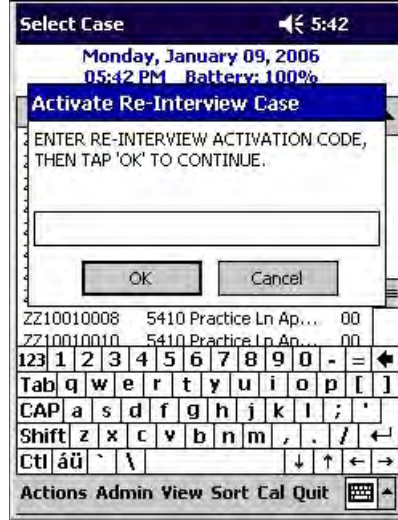 Select Case 5:42
Monday, January 09, 2006
05:42 PM Battery: 100%
Activate Re-Interview Case
ENTER RE-INTERVIEW ACTIVATION CODE,
THEN TAP 'OK' TO CONTINUE.
OK Cancel
ZZ10010008 5410 Practice Ln Ap... 00
ZZ10010010 5410 Practice Ln Ap... 00
123 1 2 3 4 5 6 7 8 9 0 - =
Tab q w e r t y u i o p [ ]
CAP a s d f g h j k l ; '
Shift z x c v b n m , . /
Ctl áü ` \
Actions Admin View Sort Cal Quit